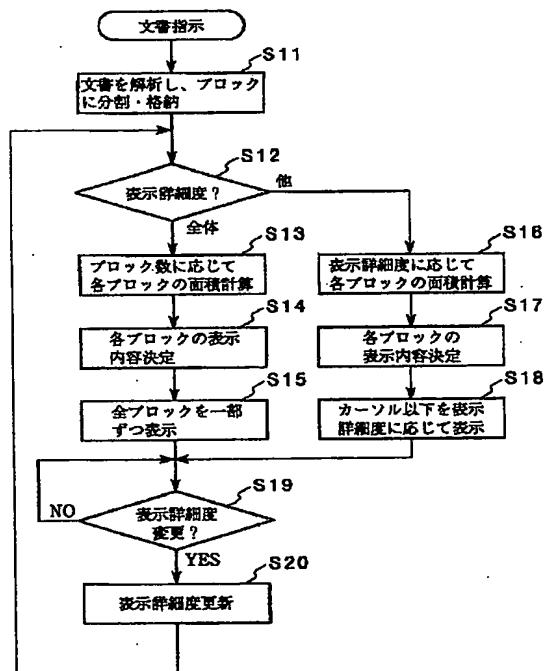 文書指示
S11
文書を解析し、ブロック
に分割・格納
S12
表示詳細度?
他
全体
S13
ブロック数に応じて
各ブロックの面積計算
S16
表示詳細度に応じて
各ブロックの面積計算
S14
各ブロックの表示
内容決定
S17
各ブロックの
表示内容決定
S15
全ブロックを一部
ずつ表示
S18
カーソル以下を表示
詳細度に応じて表示
S19
表示詳細度
変更?
NO
YES
S20
表示詳細度更新